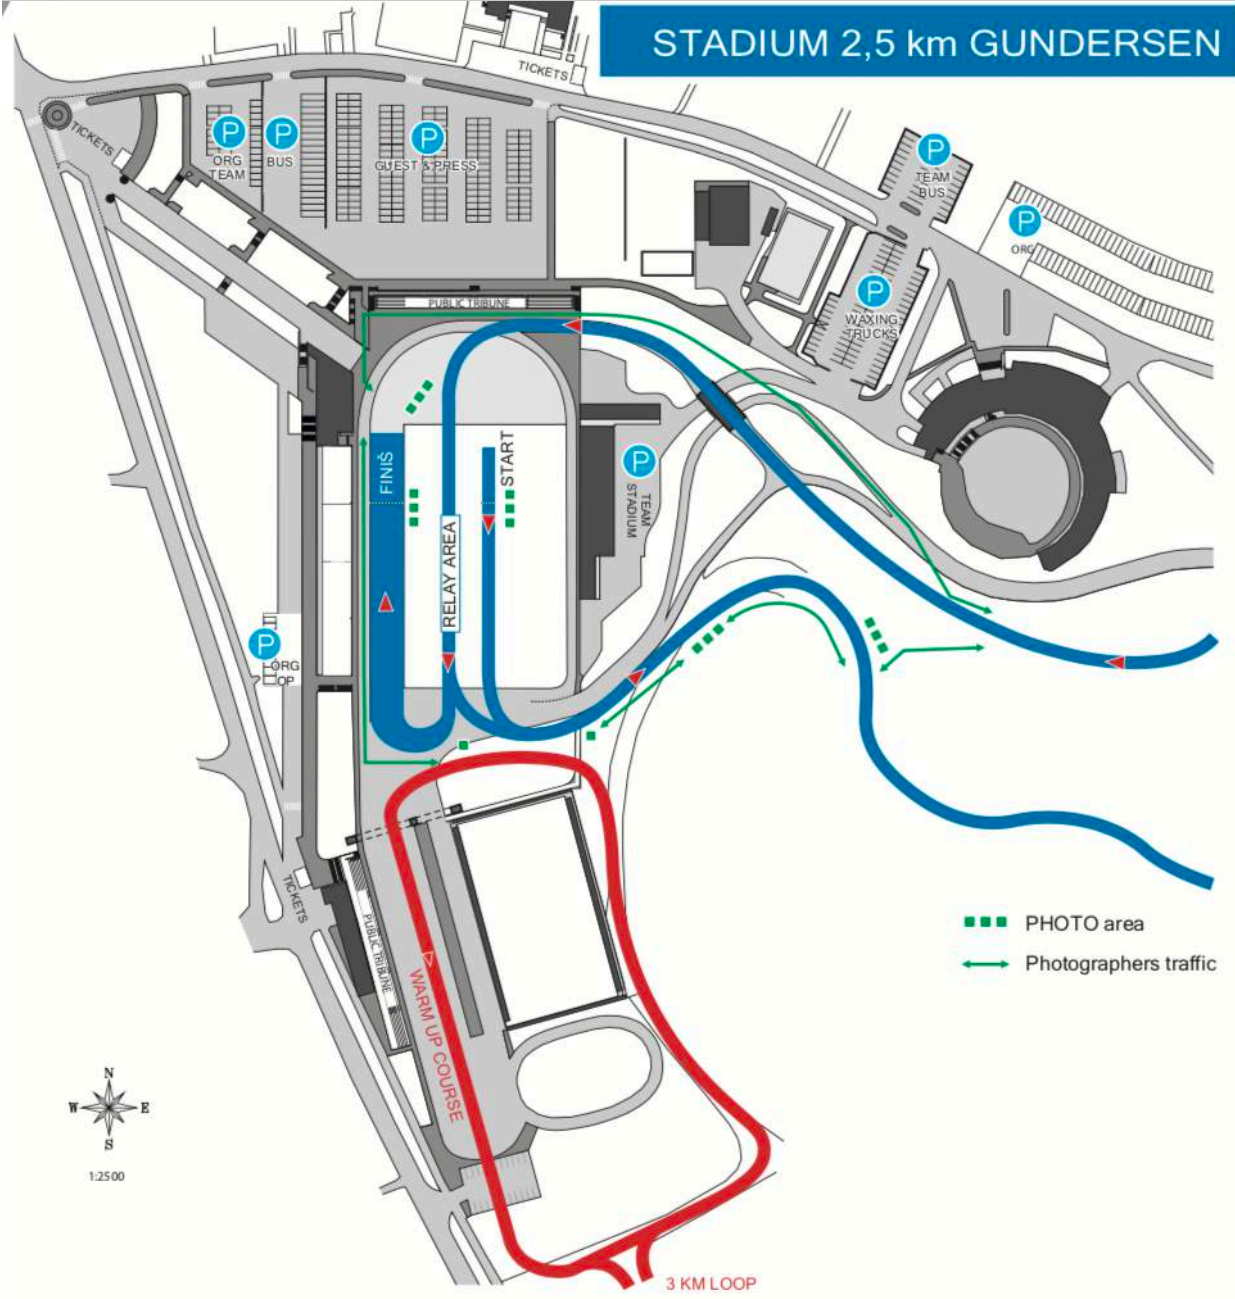 STADIUM 2,5 km GUNDERSEN
TICKETS
TICKETS
P
ORG
TEAM
P
BUS
P
GUEST & PRESS
P
TEAM
BUS
P
ORG
P
WAXING
TRUCKS
PUBLIC TRIBUNE
FINIŠ
START
RELAY AREA
P
TEAM
STADIUM
P
ORG
OP
TICKETS
PUBLIC TRIBUNE
WARM UP COURSE
PHOTO area
Photographers traffic
N
W
E
S
1:2500
3 KM LOOP